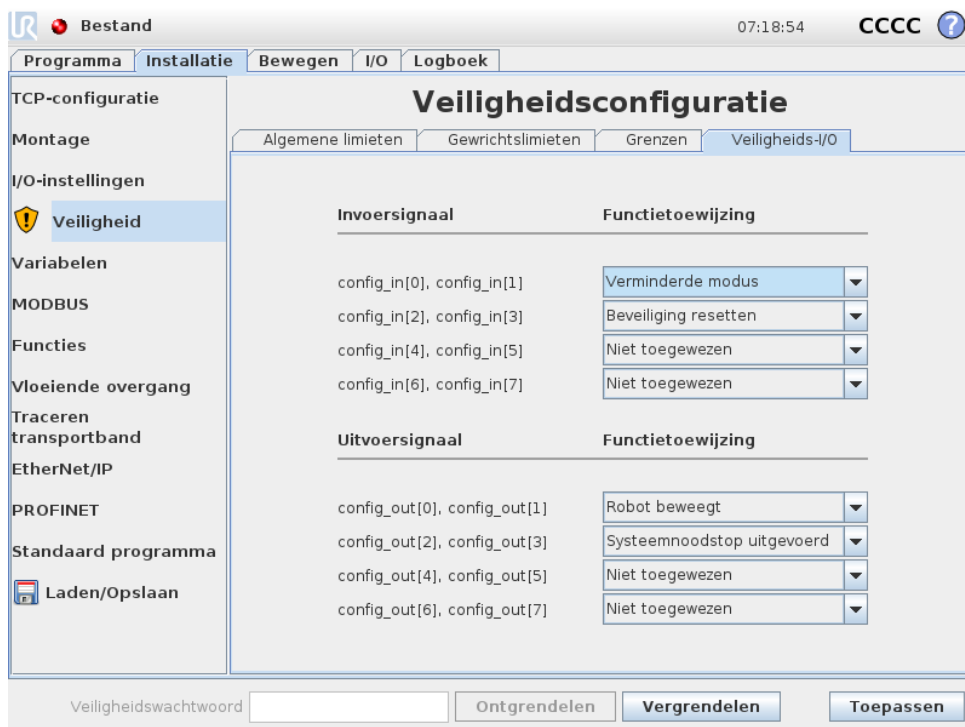 UR Bestand 07:18:54 CCCC ?
Programma Installatie Bewegen I/O Logboek
TCP-configuratie
Montage
I/O-instellingen
Veiligheid
Variabelen
MODBUS
Functies
Vloeiende overgang
Traceren
transportband
EtherNet/IP
PROFINET
Standaard programma
Laden/Opslaan
Veiligheidsconfiguratie
Algemene limieten Gewrichtslimieten Grenzen Veiligheids-I/O
Invoersignaal Functietoewijzing
config_in[0], config_in[1] Verminderde modus
config_in[2], config_in[3] Beveiliging resetten
config_in[4], config_in[5] Niet toegewezen
config_in[6], config_in[7] Niet toegewezen
Uitvoersignaal Functietoewijzing
config_out[0], config_out[1] Robot beweegt
config_out[2], config_out[3] Systeemnoodstop uitgevoerd
config_out[4], config_out[5] Niet toegewezen
config_out[6], config_out[7] Niet toegewezen
Veiligheidswachtwoord Ontgrendelen Vergrendelen Toepassen